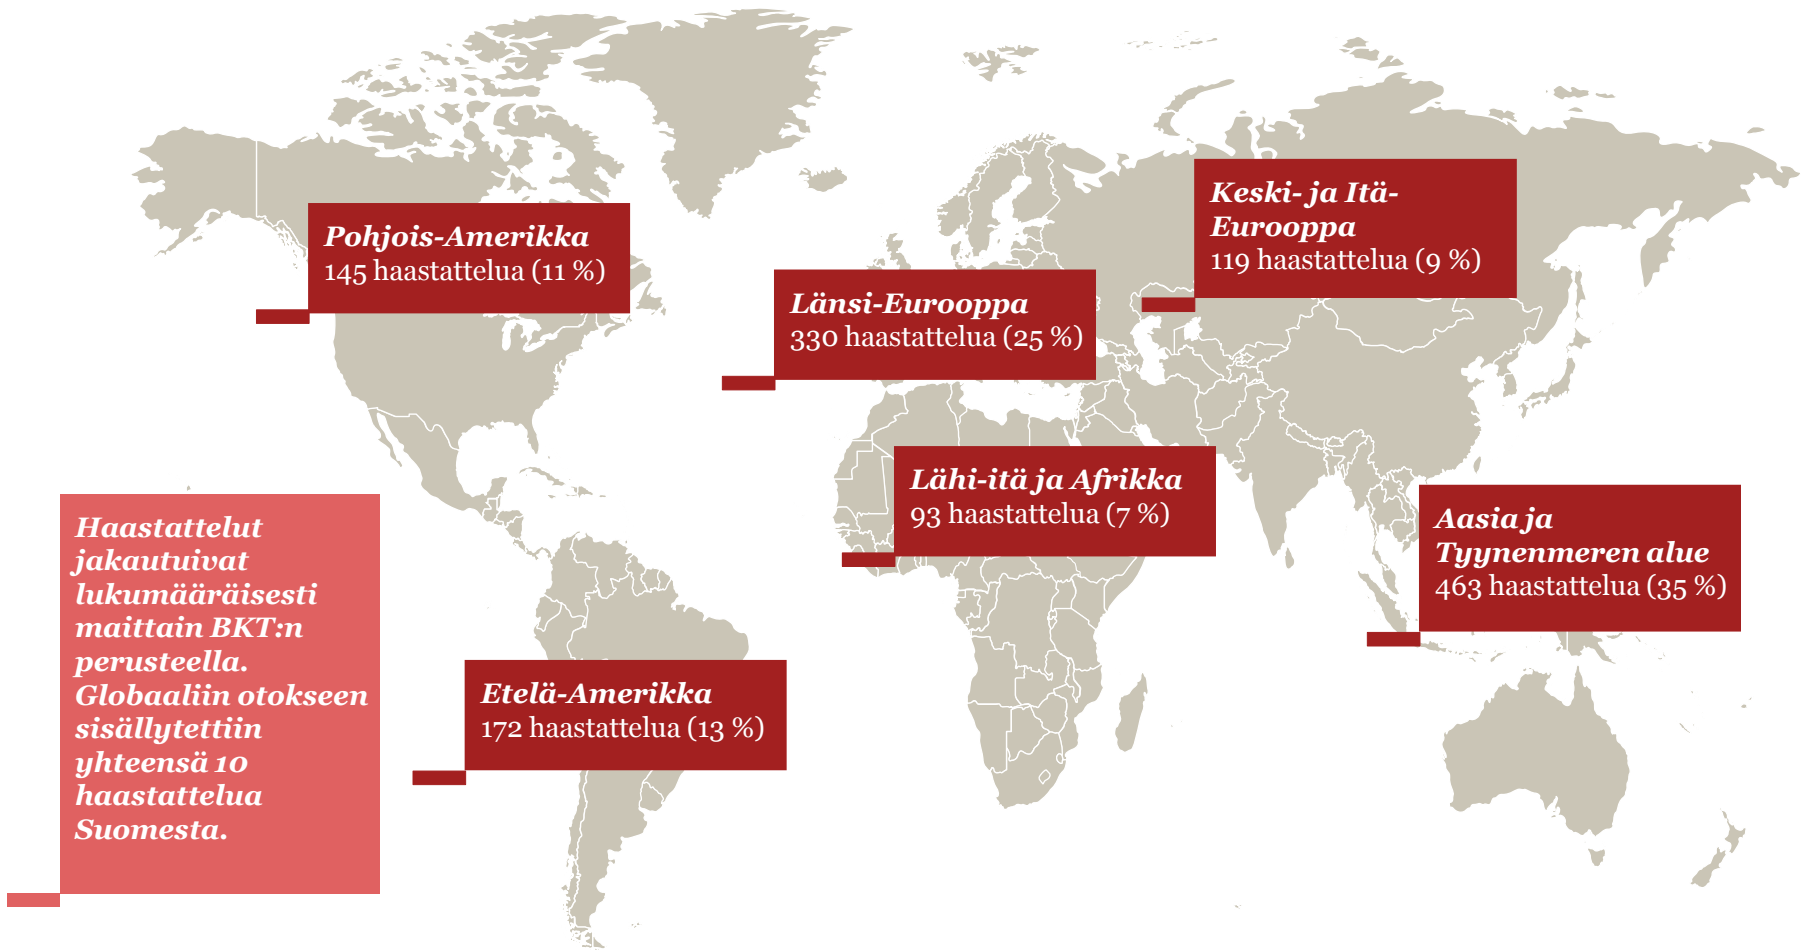 Keski- ja Itä-
Eurooppa
119 haastattelua (9 %)
Pohjois-Amerikka
145 haastattelua (11 %)
Länsi-Eurooppa
330 haastattelua (25 %)
Lähi-itä ja Afrikka
93 haastattelua (7 %)
Aasia ja
Tyynenmeren alue
463 haastattelua (35 %)
Haastattelut
jakautuivat
lukumääräisesti
maittain BKT:n
perusteella.
Globaaliin otokseen
sisällytettiin
yhteensä 10
haastattelua
Suomesta.
Etelä-Amerikka
172 haastattelua (13 %)